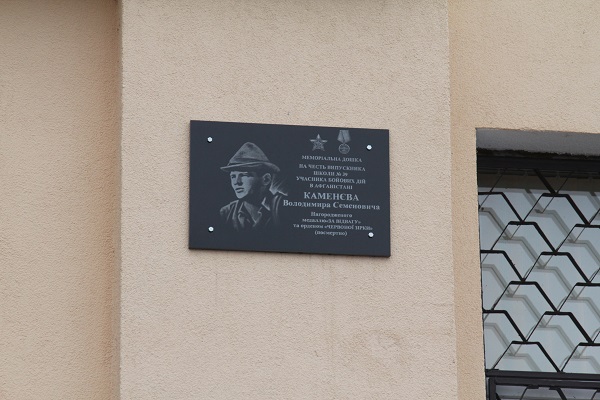 МЕМОРІАЛЬНА ДОШКА
НА ЧЕСТЬ ВИПУСКНИКА
ШКОЛИ № 29
УЧАСНИКА БОЙОВИХ ДІЙ
В АФГАНІСТАНІ
КАМЕНЄВА
Володимира Семеновича
Нагородженого
медаллю«ЗА ВІДВАГУ»
та орденом «ЧЕРВОНОЇ ЗІРКИ»
(посмертно)